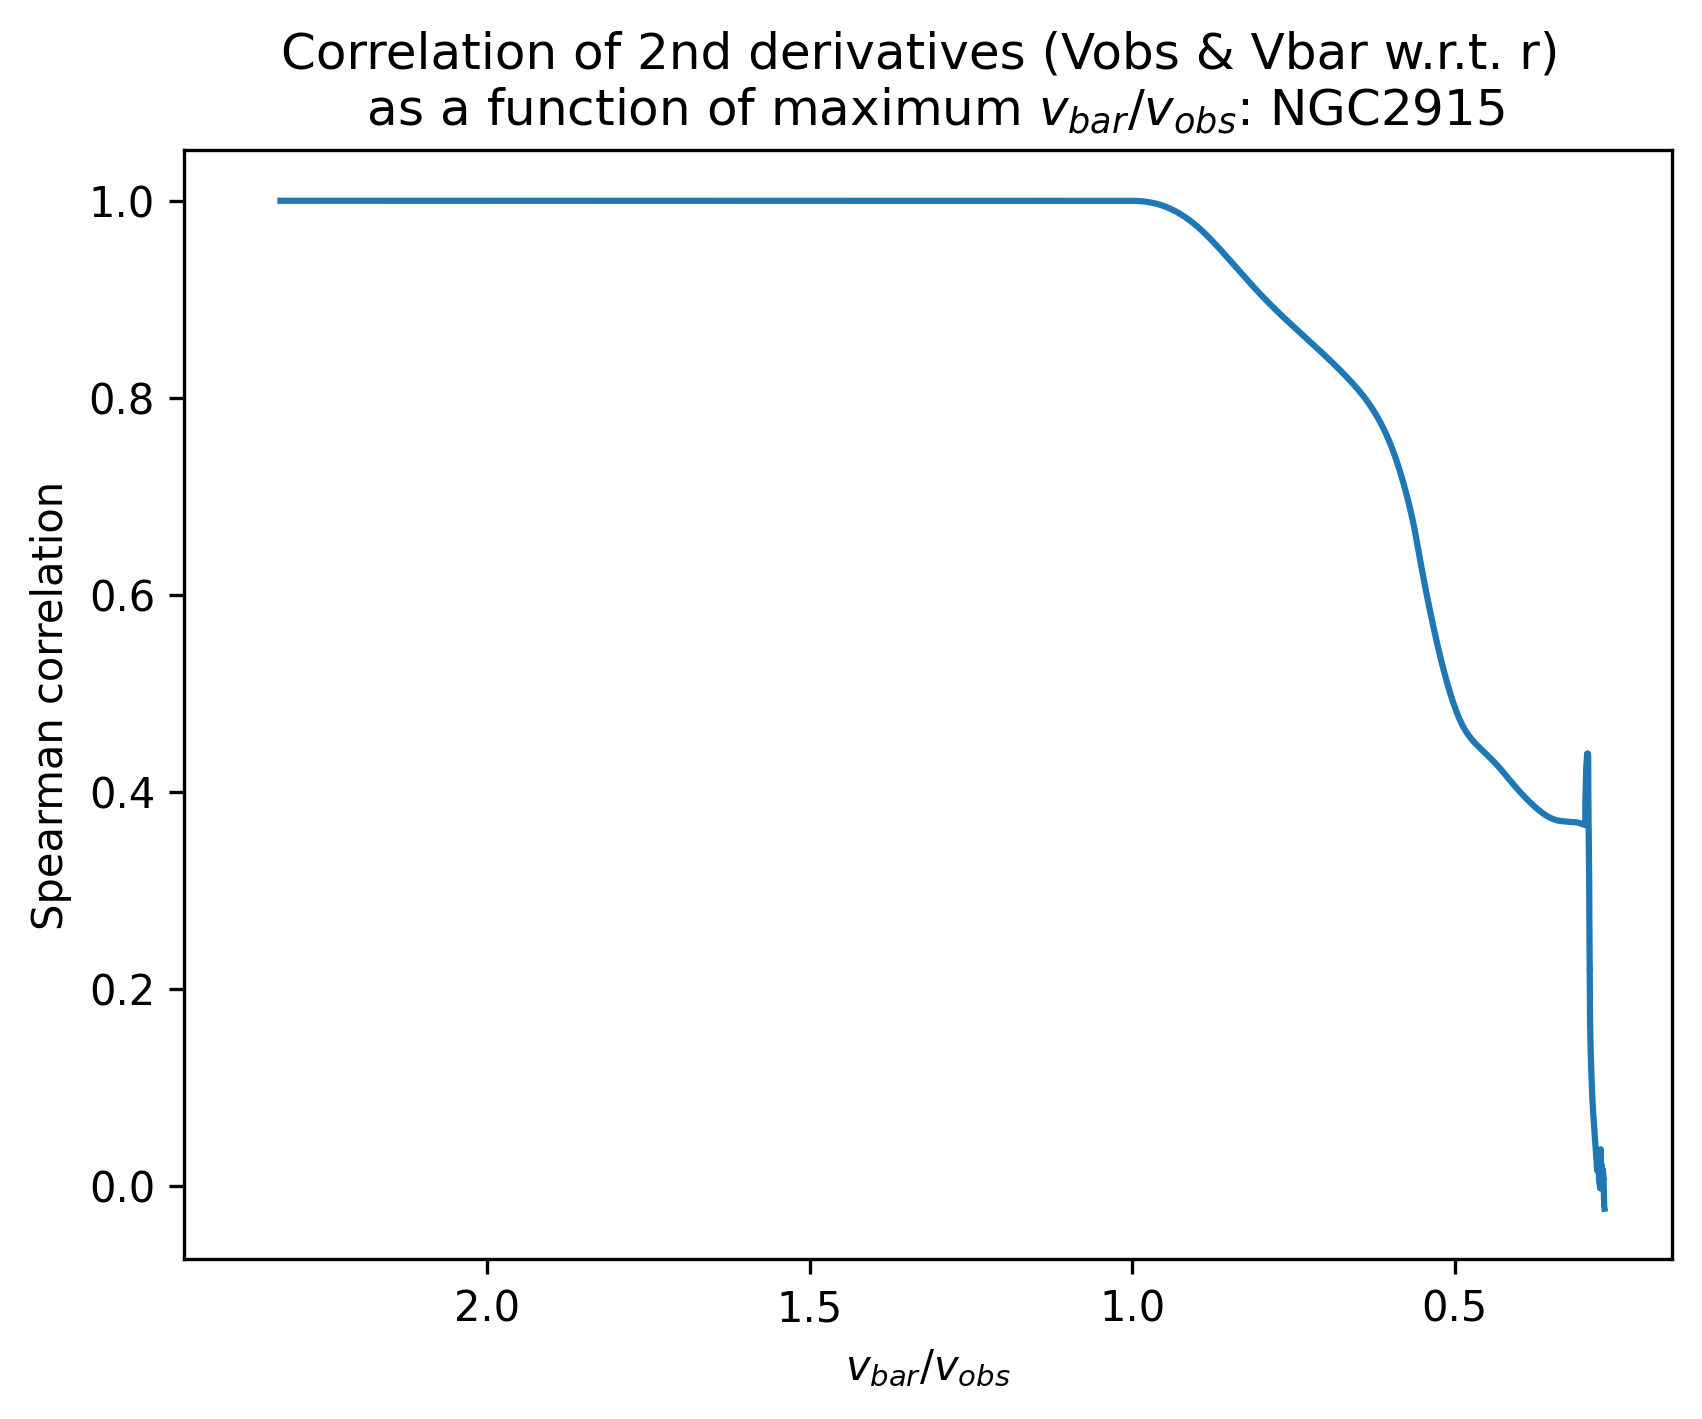 Correlation of 2nd derivatives (Vobs & Vbar w.r.t. r)
as a function of maximum v_bar/v_obs: NGC2915
Spearman correlation
1.0
0.8
0.6
0.4
0.2
0.0
2.0 1.5 1.0 0.5
v_bar/v_obs